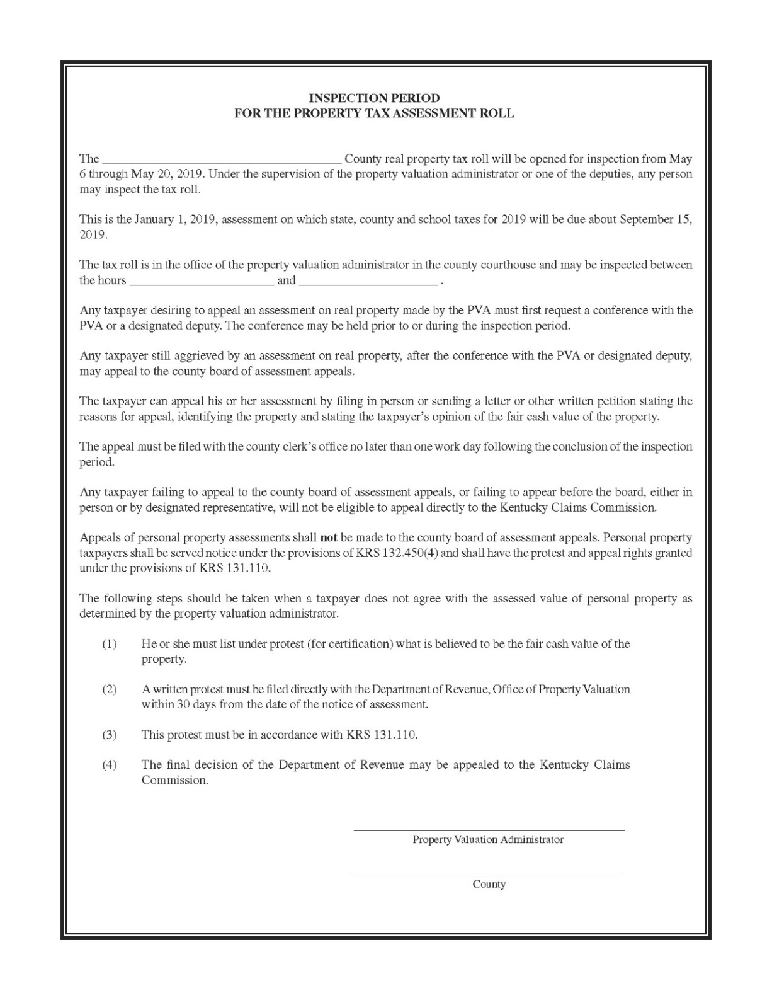 INSPECTION PERIOD
FOR THE PROPERTY TAX ASSESSMENT ROLL
The ______________________________________ County real property tax roll will be opened for inspection from May
6 through May 20, 2019. Under the supervision of the property valuation administrator or one of the deputies, any person
may inspect the tax roll.
This is the January 1, 2019, assessment on which state, county and school taxes for 2019 will be due about September 15,
2019.
The tax roll is in the office of the property valuation administrator in the county courthouse and may be inspected between
the hours _______________________ and ______________________ .
Any taxpayer desiring to appeal an assessment on real property made by the PVA must first request a conference with the
PVA or a designated deputy. The conference may be held prior to or during the inspection period.
Any taxpayer still aggrieved by an assessment on real property, after the conference with the PVA or designated deputy,
may appeal to the county board of assessment appeals.
The taxpayer can appeal his or her assessment by filing in person or sending a letter or other written petition stating the
reasons for appeal, identifying the property and stating the taxpayer's opinion of the fair cash value of the property.
The appeal must be filed with the county clerk's office no later than one work day following the conclusion of the inspection
period.
Any taxpayer failing to appeal to the county board of assessment appeals, or failing to appear before the board, either in
person or by designated representative, will not be eligible to appeal directly to the Kentucky Claims Commission.
Appeals of personal property assessments shall not be made to the county board of assessment appeals. Personal property
taxpayers shall be served notice under the provisions of KRS 132.450(4) and shall have the protest and appeal rights granted
under the provisions of KRS 131.110.
The following steps should be taken when a taxpayer does not agree with the assessed value of personal property as
determined by the property valuation administrator.
(1) He or she must list under protest (for certification) what is believed to be the fair cash value of the
property.
(2) A written protest must be filed directly with the Department of Revenue, Office of Property Valuation
within 30 days from the date of the notice of assessment.
(3) This protest must be in accordance with KRS 131.110.
(4) The final decision of the Department of Revenue may be appealed to the Kentucky Claims
Commission.
Property Valuation Administrator
County